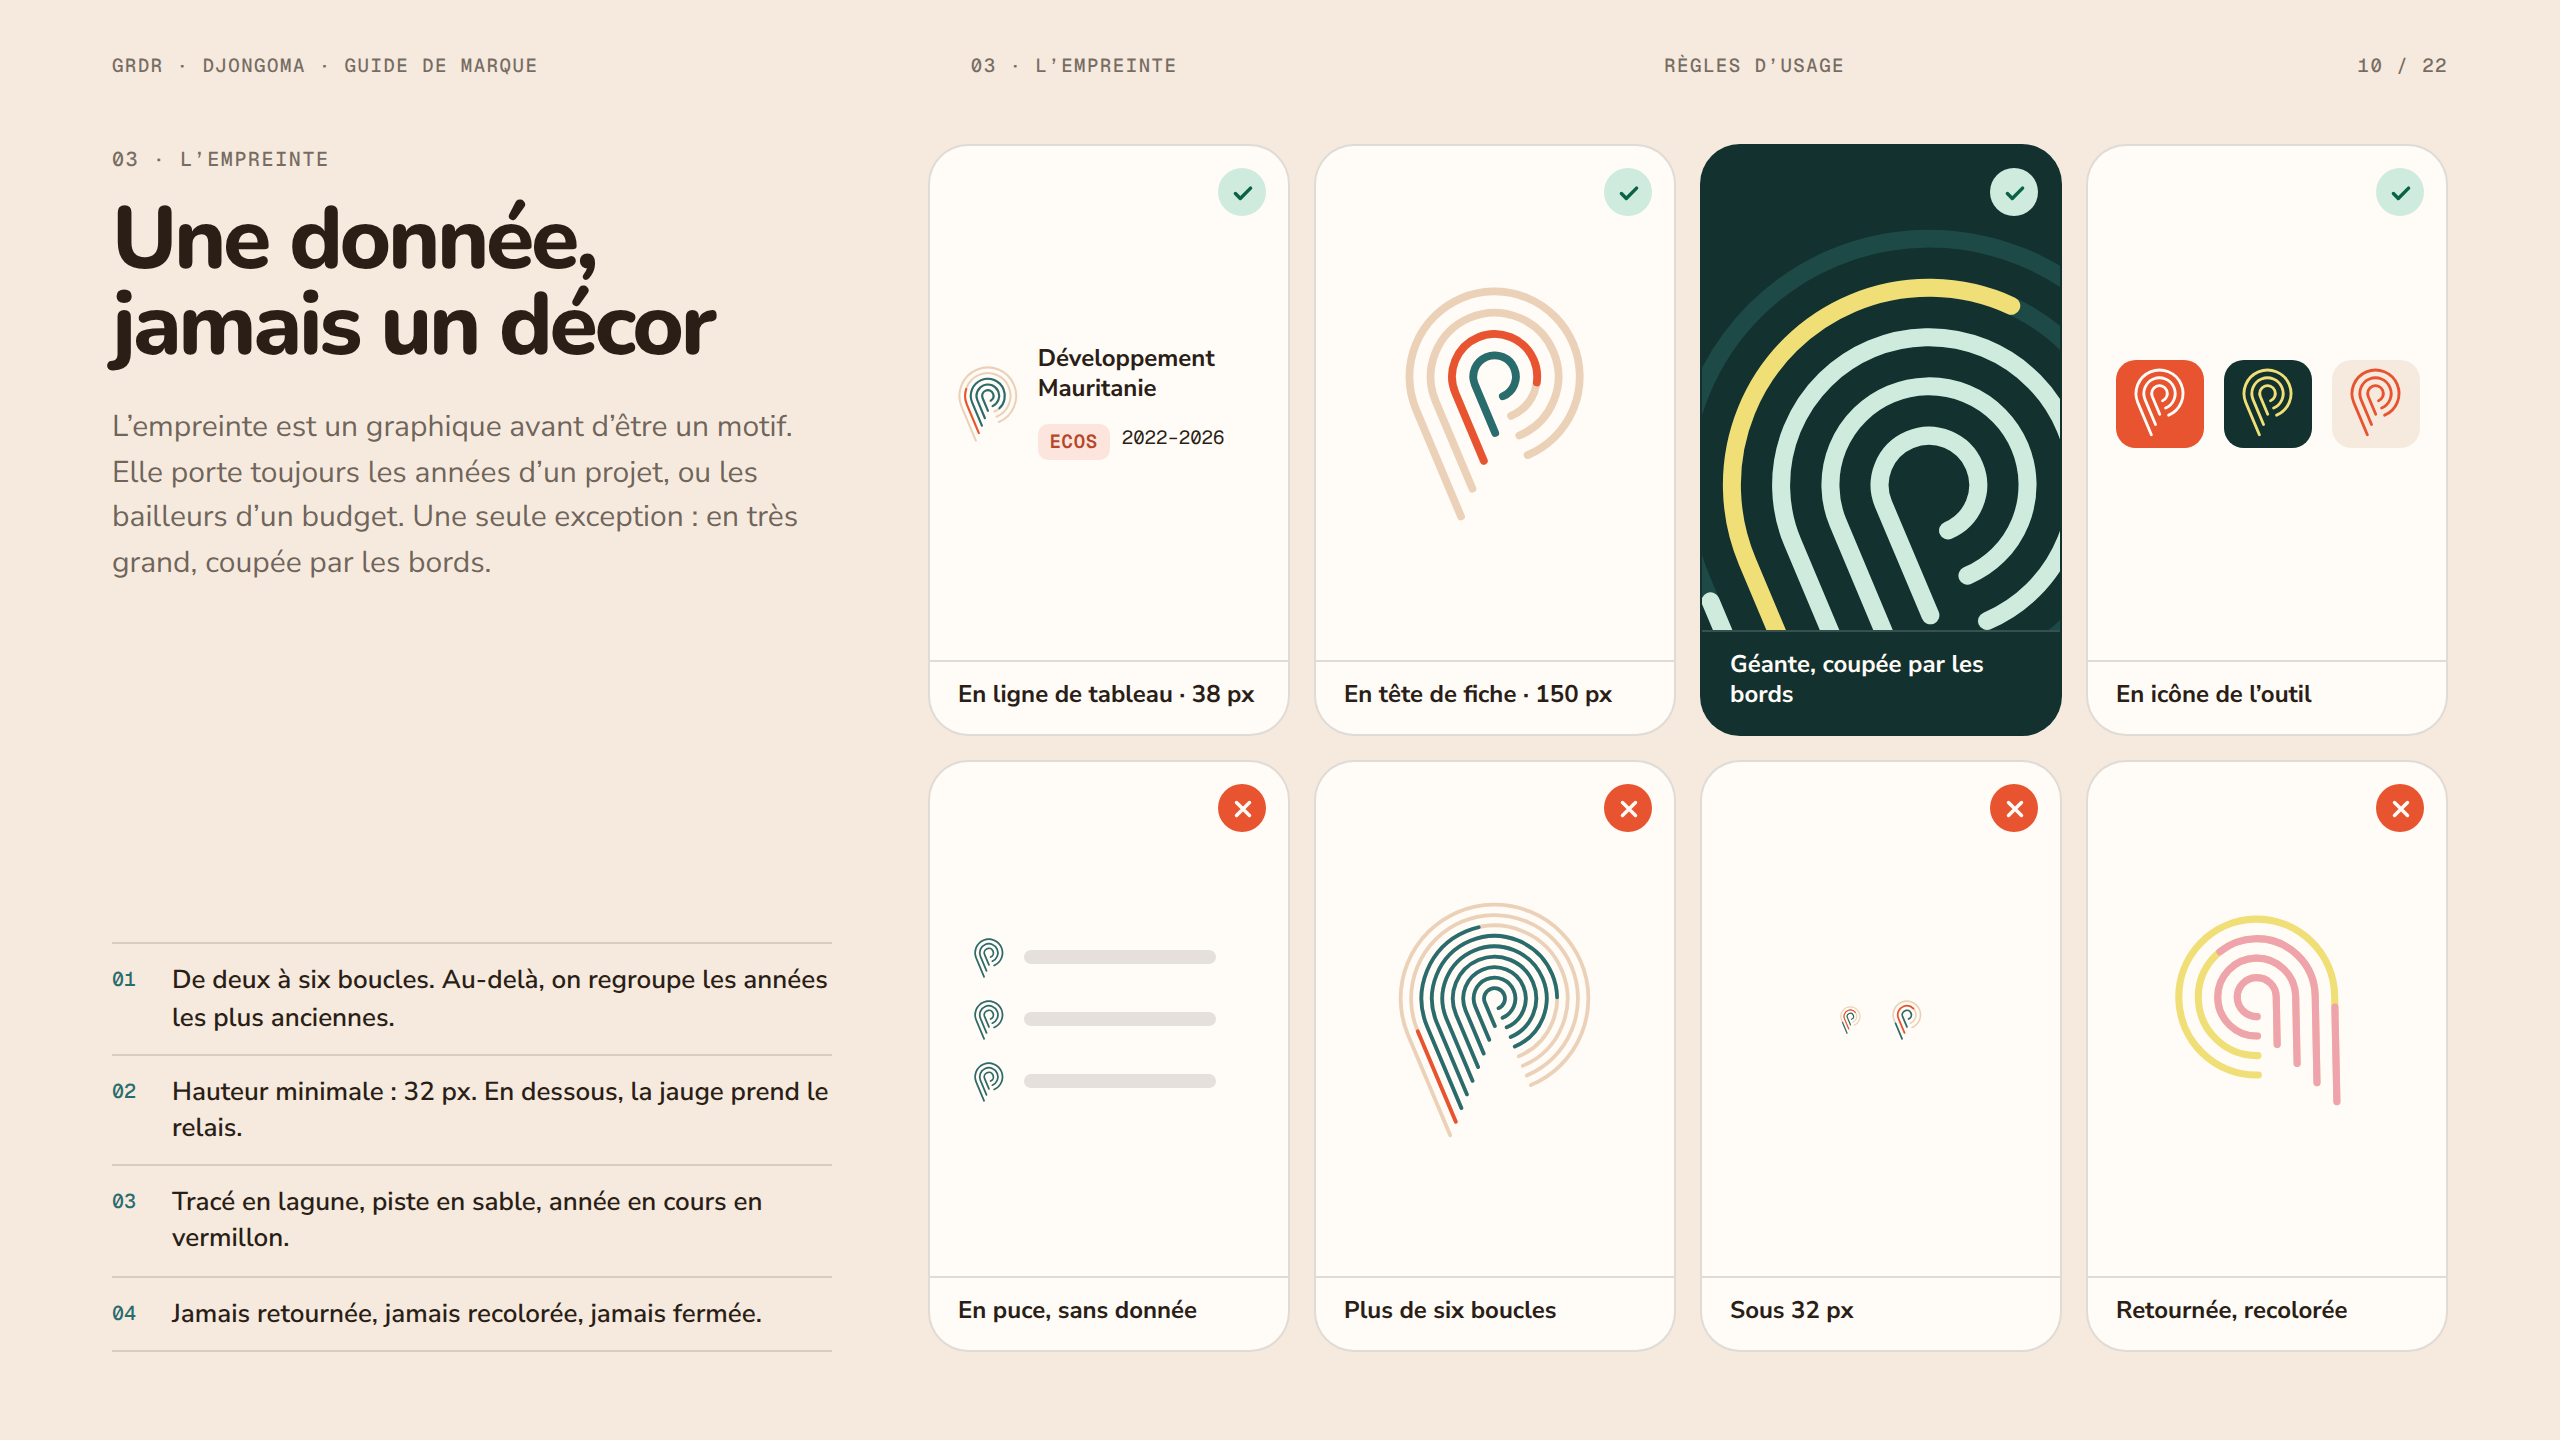 GRDR · DJONGOMA · GUIDE DE MARQUE
03 · L’EMPREINTE
RÈGLES D’USAGE
10 / 22
03 · L’EMPREINTE
Une donnée,
jamais un décor
L’empreinte est un graphique avant d’être un motif.
Elle porte toujours les années d’un projet, ou les
bailleurs d’un budget. Une seule exception : en très
grand, coupée par les bords.
01 De deux à six boucles. Au-delà, on regroupe les années
les plus anciennes.
02 Hauteur minimale : 32 px. En dessous, la jauge prend le
relais.
03 Tracé en lagune, piste en sable, année en cours en
vermillon.
04 Jamais retournée, jamais recolorée, jamais fermée.
Développement
Mauritanie
ECOS 2022-2026
En ligne de tableau · 38 px
En tête de fiche · 150 px
Géante, coupée par les
bords
En icône de l’outil
En puce, sans donnée
Plus de six boucles
Sous 32 px
Retournée, recolorée